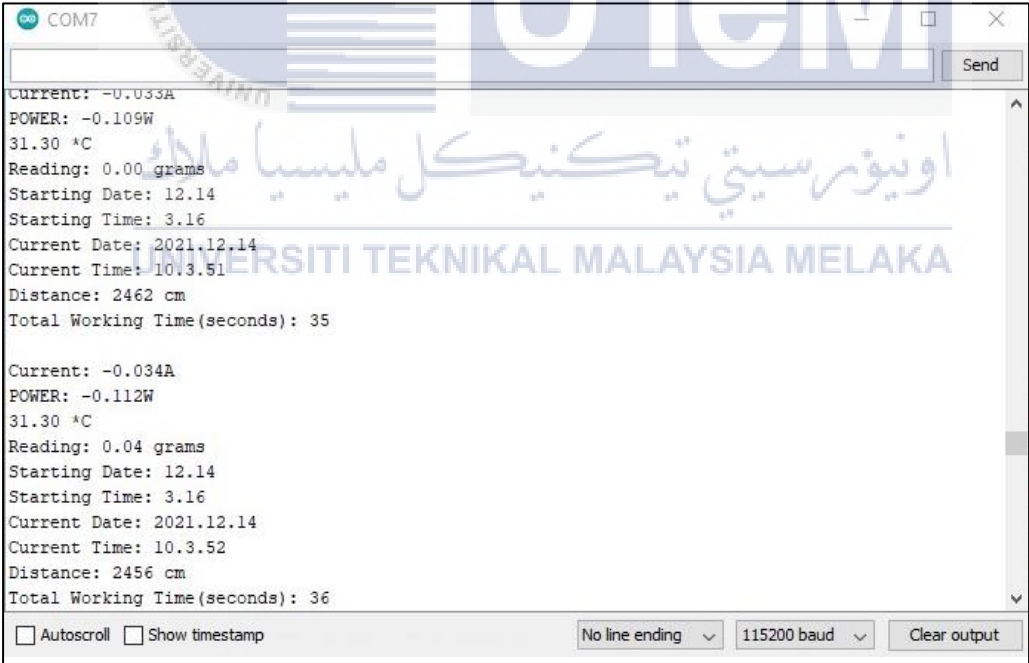 COM7
Send
Current: -0.033A
POWER: -0.109W
31.30 *C
Reading: 0.00 grams
Starting Date: 12.14
Starting Time: 3.16
Current Date: 2021.12.14
Current Time: 10.3.51
Distance: 2462 cm
Total Working Time(seconds): 35
Current: -0.034A
POWER: -0.112W
31.30 *C
Reading: 0.04 grams
Starting Date: 12.14
Starting Time: 3.16
Current Date: 2021.12.14
Current Time: 10.3.52
Distance: 2456 cm
Total Working Time(seconds): 36
Autoscroll Show timestamp No line ending 115200 baud Clear output
UTeM
اونيۏرسيتي تيكنيكل مليسيا ملاك
UNIVERSITI TEKNIKAL MALAYSIA MELAKA